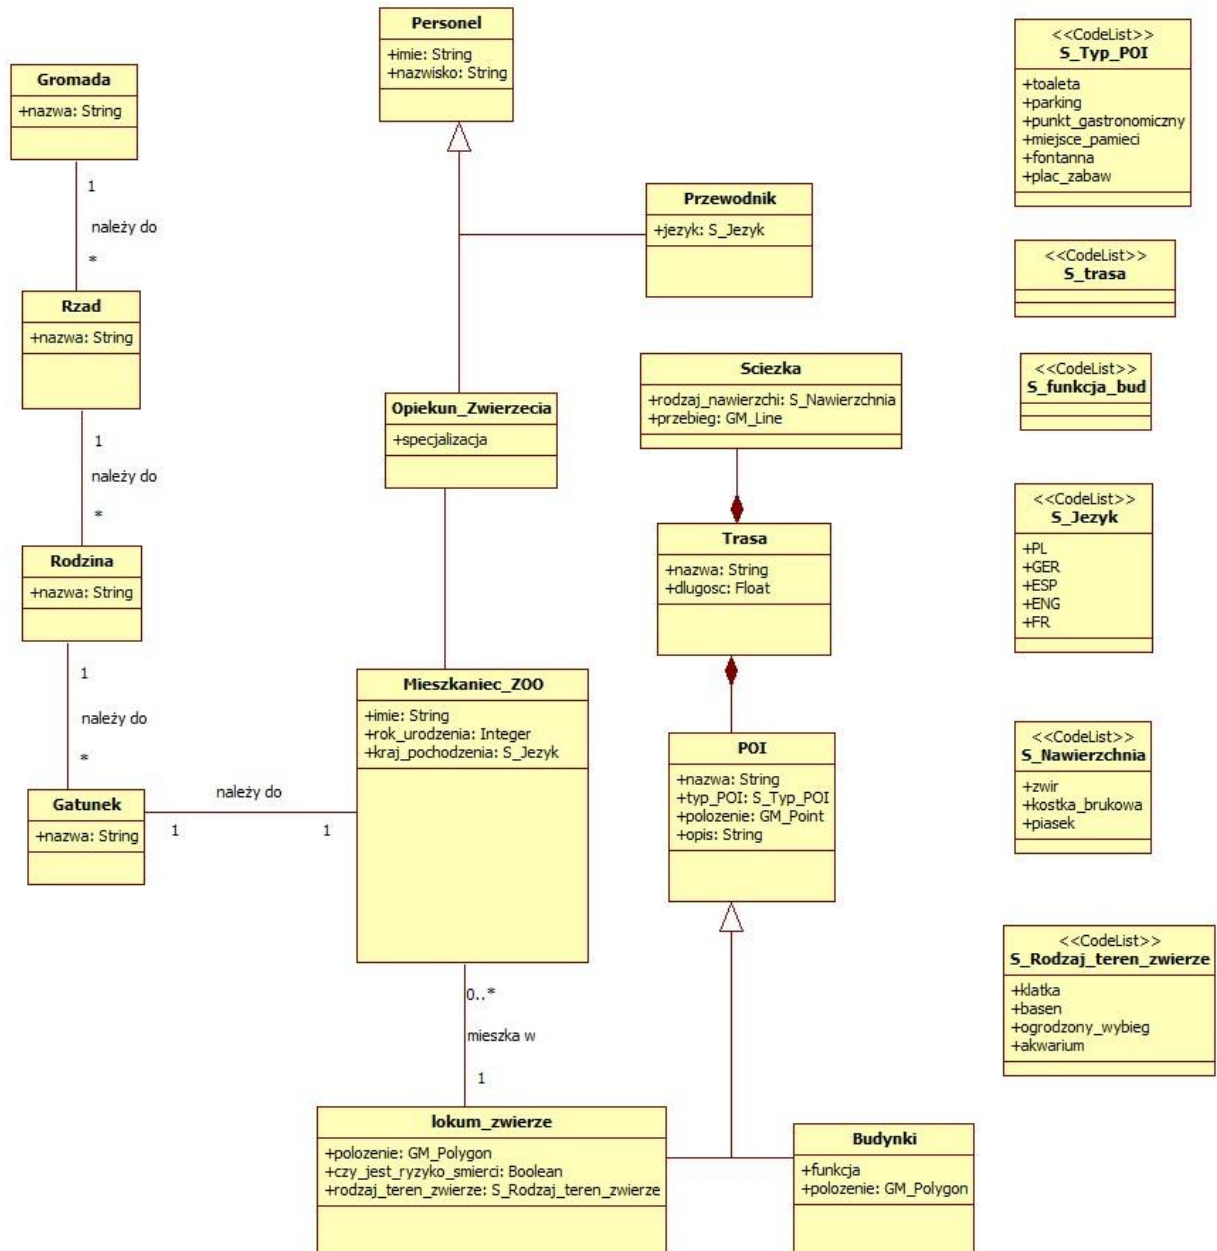 Personel
+imie: String
+nazwisko: String
Gromada
+nazwa: String
1
należy do
*
Rzad
+nazwa: String
1
należy do
*
Rodzina
+nazwa: String
1
należy do
*
Gatunek
+nazwa: String
należy do
1
1
Przewodnik
+jezyk: S_Jezyk
Opiekun_Zwierzecia
+specjalizacja
Mieszkaniec_ZOO
+imie: String
+rok_urodzenia: Integer
+kraj_pochodzenia: S_Jezyk
0..*
mieszka w
1
lokum_zwierze
+polozenie: GM_Polygon
+czy_jest_ryzyko_smierci: Boolean
+rodzaj_teren_zwierze: S_Rodzaj_teren_zwierze
Sciezka
+rodzaj_nawierzchi: S_Nawierzchnia
+przebieg: GM_Line
Trasa
+nazwa: String
+dlugosc: Float
POI
+nazwa: String
+typ_POI: S_Typ_POI
+polozenie: GM_Point
+opis: String
Budynki
+funkcja
+polozenie: GM_Polygon
<<CodeList>>
S_Typ_POI
+toaleta
+parking
+punkt_gastronomiczny
+miejsce_pamieci
+fontanna
+plac_zabaw
<<CodeList>>
S_trasa
<<CodeList>>
S_funkcja_bud
<<CodeList>>
S_Jezyk
+PL
+GER
+ESP
+ENG
+FR
<<CodeList>>
S_Nawierzchnia
+zwir
+kostka_brukowa
+piasek
<<CodeList>>
S_Rodzaj_teren_zwierze
+klatka
+basen
+ogrodzony_wybieg
+akwarium